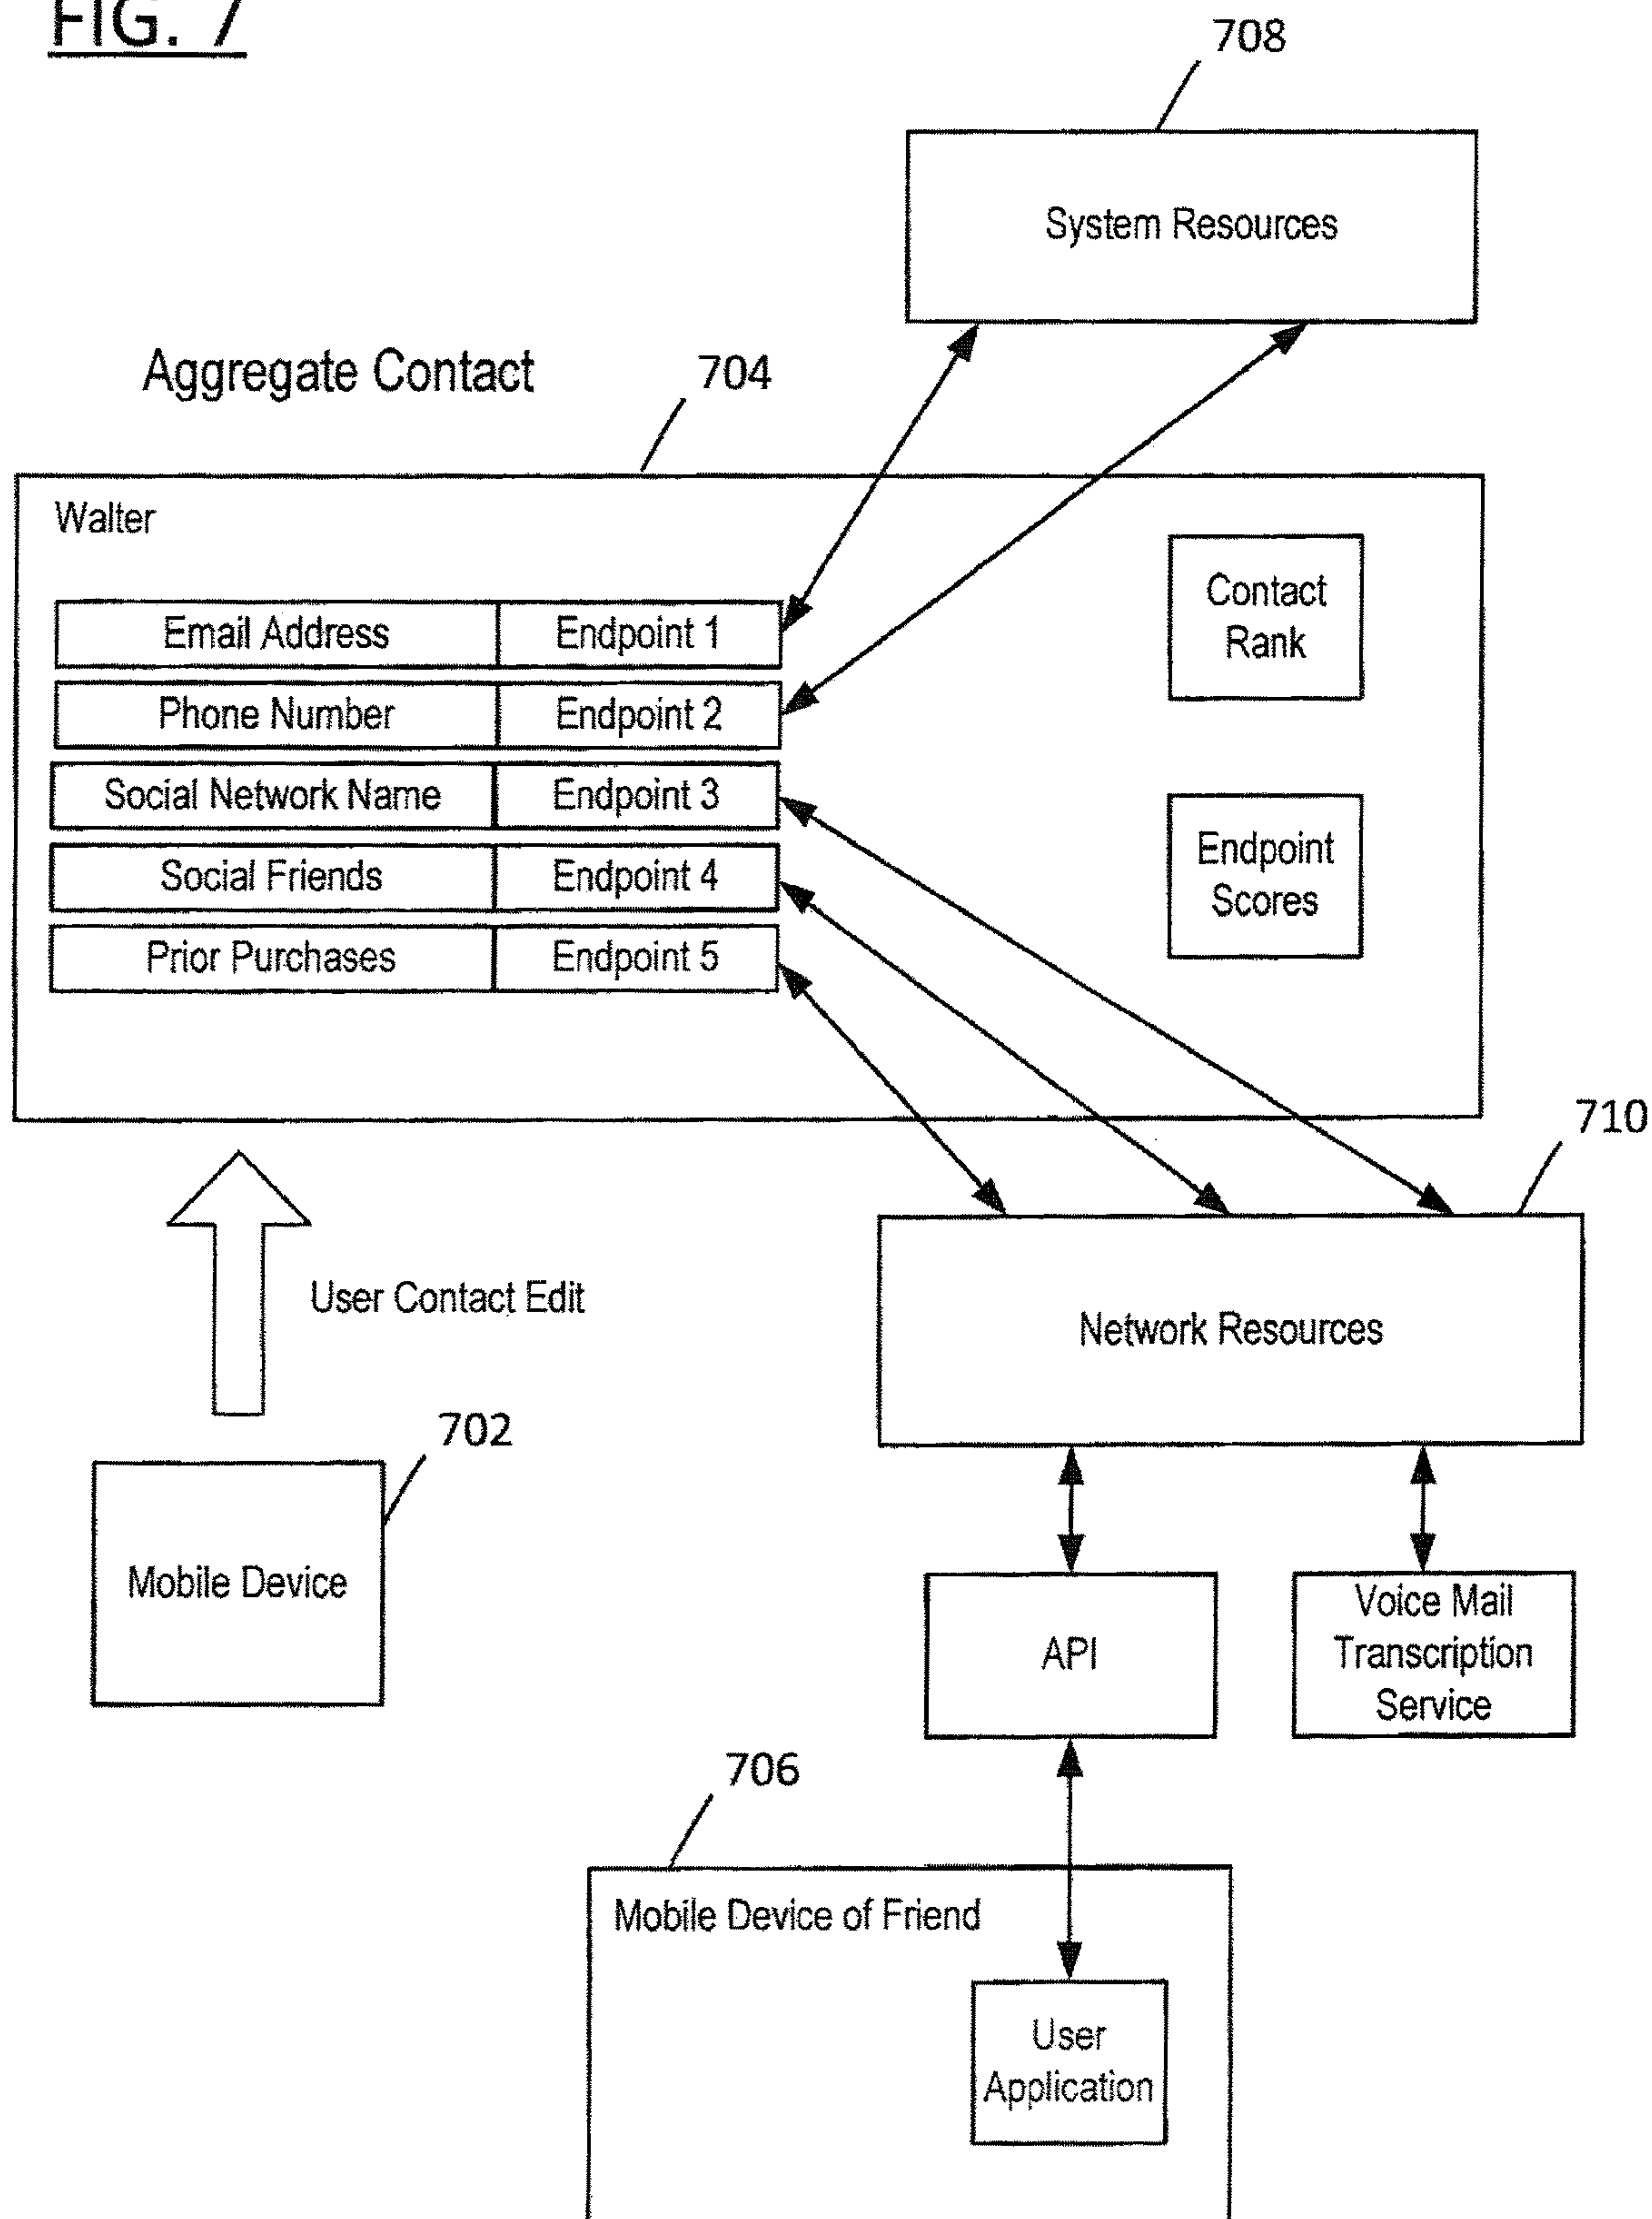 FIG. 7
708
System Resources
Aggregate Contact
704
Walter
Contact
Rank
Email Address
Endpoint 1
Phone Number
Endpoint 2
Social Network Name
Endpoint 3
Endpoint
Scores
Social Friends
Endpoint 4
Prior Purchases
Endpoint 5
710
User Contact Edit
Network Resources
702
Mobile Device
API
Voice Mail
Transcription
Service
706
Mobile Device of Friend
User
Application